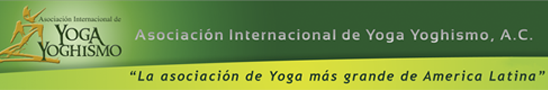 Asociación Internacional de
YOGA
YOGHISMO
Asociación Internacional de Yoga Yoghismo, A.C.
“La asociación de Yoga más grande de America Latina”